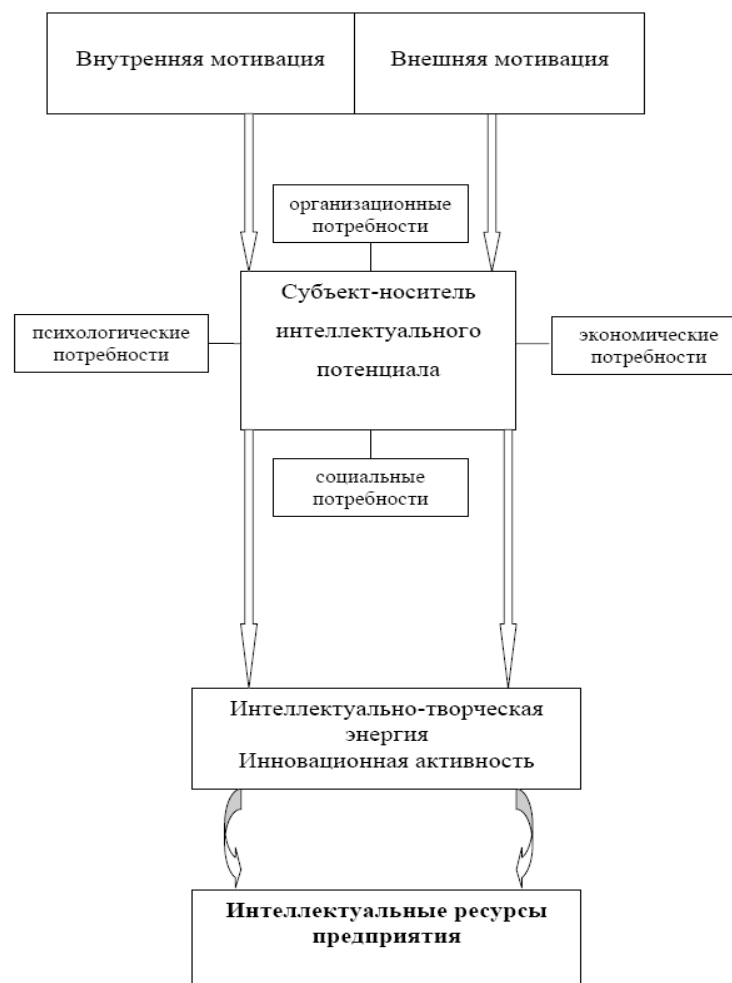 Внутренняя мотивация
Внешняя мотивация
организационные
потребности
Субъект-носитель
интеллектуального
потенциала
психологические
потребности
экономические
потребности
социальные
потребности
Интеллектуально-творческая
энергия
Инновационная активность
Интеллектуальные ресурсы
предприятия